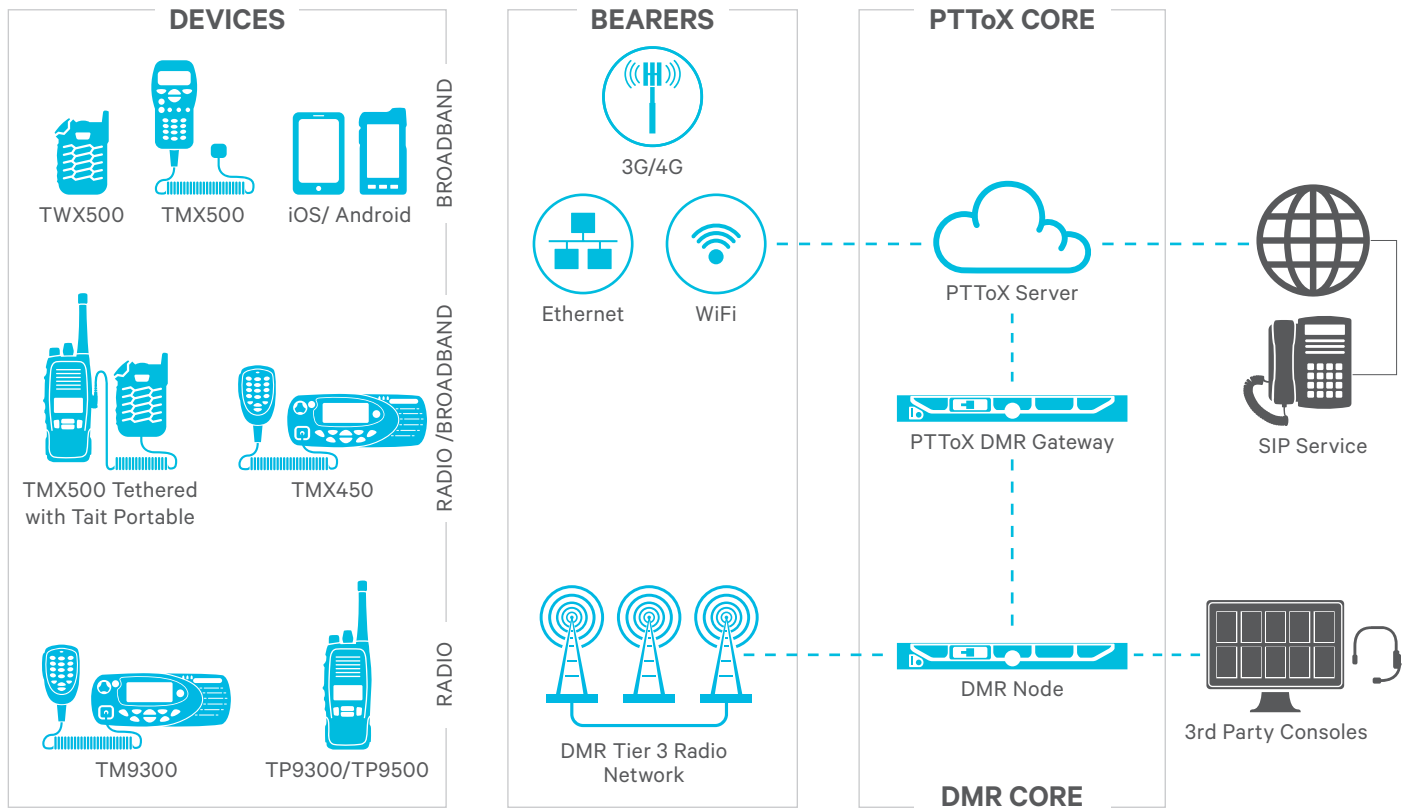 DEVICES
BROADBAND
TWX500
TMX500
iOS/ Android
RADIO /BROADBAND
TMX500 Tethered
with Tait Portable
TMX450
RADIO
TM9300
TP9300/TP9500
BEARERS
3G/4G
Ethernet
WiFi
DMR Tier 3 Radio
Network
PTToX CORE
PTToX Server
PTToX DMR Gateway
DMR Node
DMR CORE
SIP Service
3rd Party Consoles